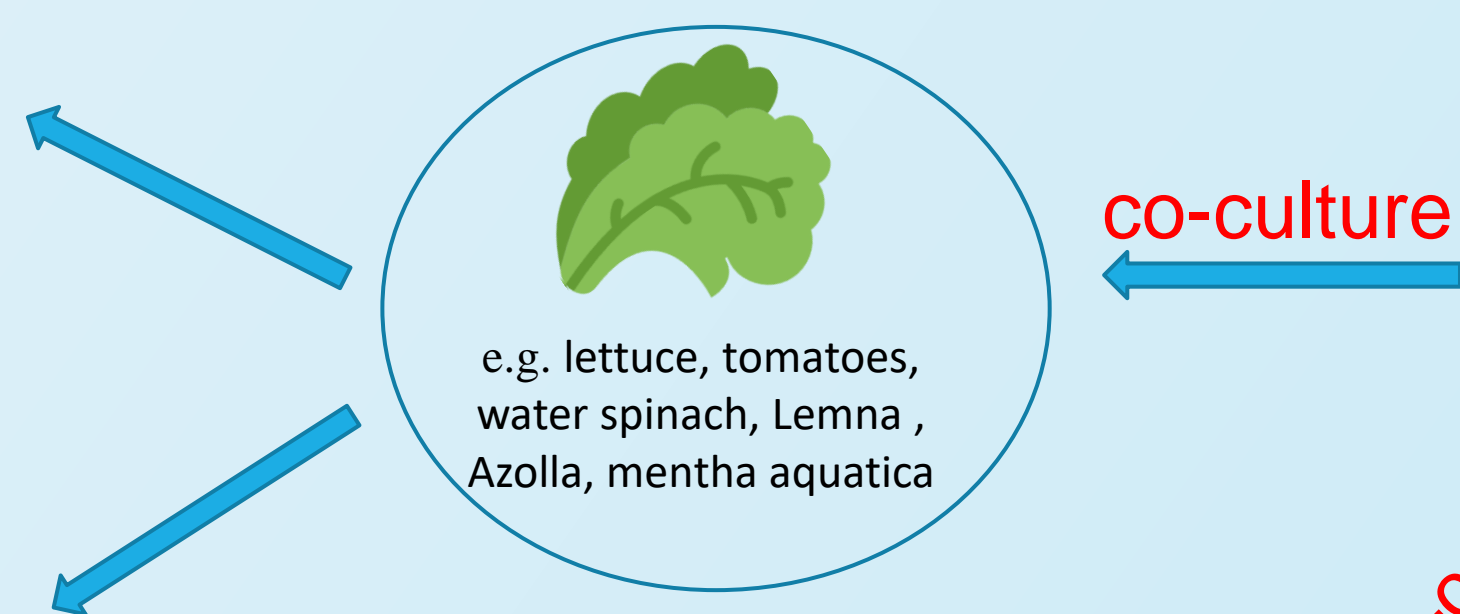 co-culture
e.g. lettuce, tomatoes,
water spinach, Lemna ,
Azolla, mentha aquatica